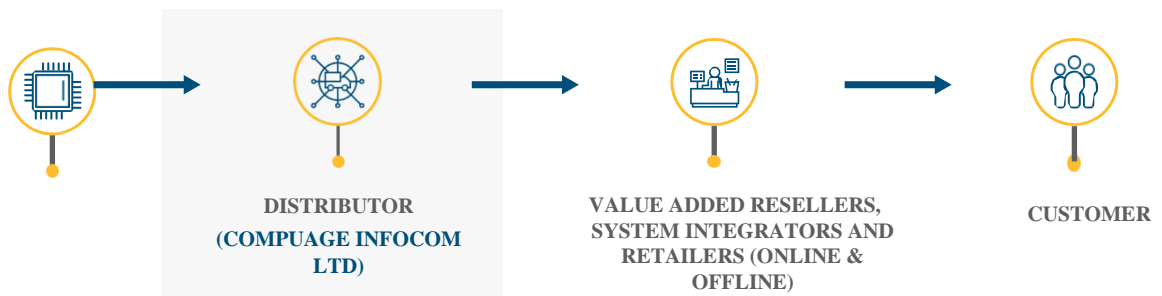 DISTRIBUTOR
(COMPUAGE INFOCOM
LTD)
VALUE ADDED RESELLERS,
SYSTEM INTEGRATORS AND
RETAILERS (ONLINE &
OFFLINE)
CUSTOMER